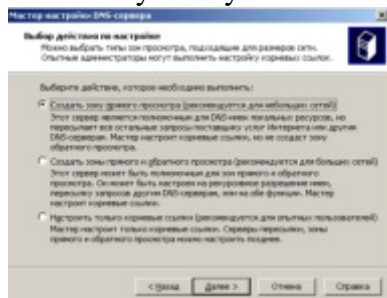 Мастер настройки DNS-сервера
Выбор действия по настройке
Можно выбрать типы зон просмотра, подходящие для размеров сети.
Опытные администраторы могут выполнить настройку корневых ссылок.
Выберите действие, которое необходимо выполнить:
Создать зону прямого просмотра (рекомендуется для небольших сетей)
Этот сервер является полномочным для DNS-имен локальных ресурсов, но
пересылает все остальные запросы поставщику услуг Интернета или другим
DNS-серверам. Мастер настроит корневые ссылки, но не создаст зону
обратного просмотра.
Создать зоны прямого и обратного просмотра (рекомендуется для больших сетей)
Этот сервер может быть полномочным для зон прямого и обратного
просмотра. Он может быть настроен на рекурсивное разрешение имен,
пересылку запросов другим DNS-серверам, или на обе функции. Мастер
настроит корневые ссылки.
Настроить только корневые ссылки (рекомендуется для опытных пользователей)
Мастер настроит только корневые ссылки. Серверы пересылки, зоны
прямого и обратного просмотра можно настроить позднее.
< Назад Далее > Отмена Справка